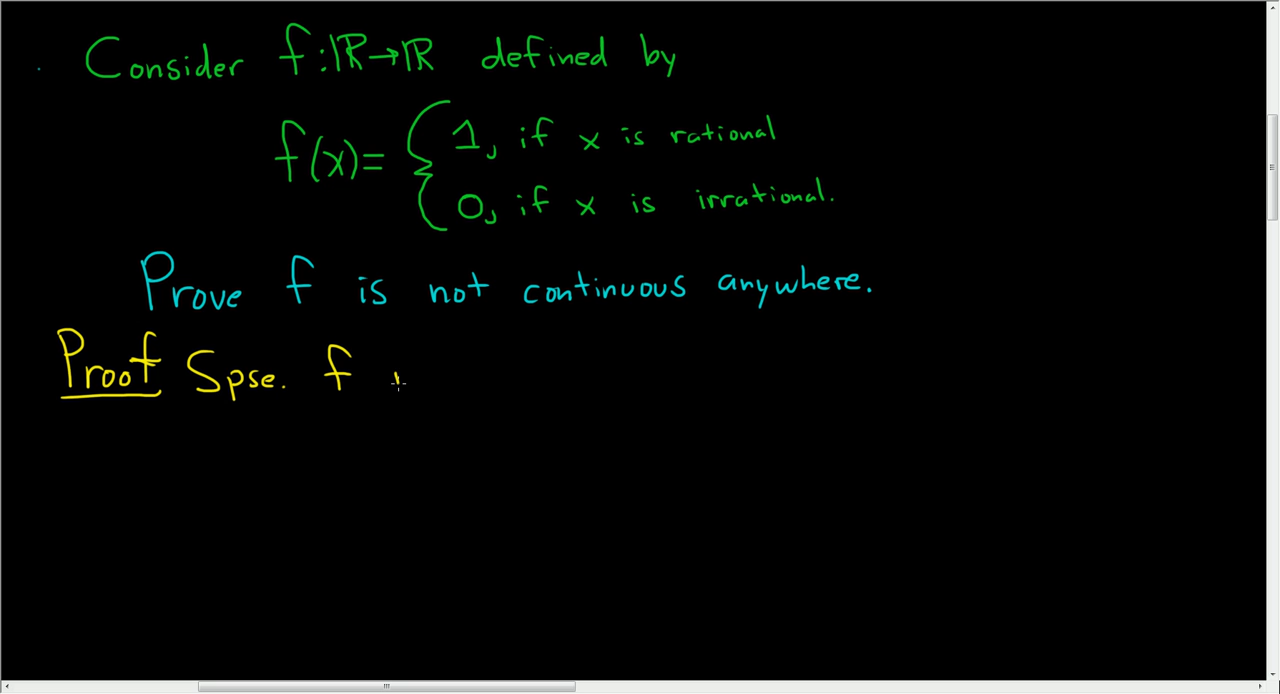 Consider f:ℝ→ℝ defined by
f(x)= { 1, if x is rational
0, if x is irrational.
Prove f is not continuous anywhere.
Proof Spse. f